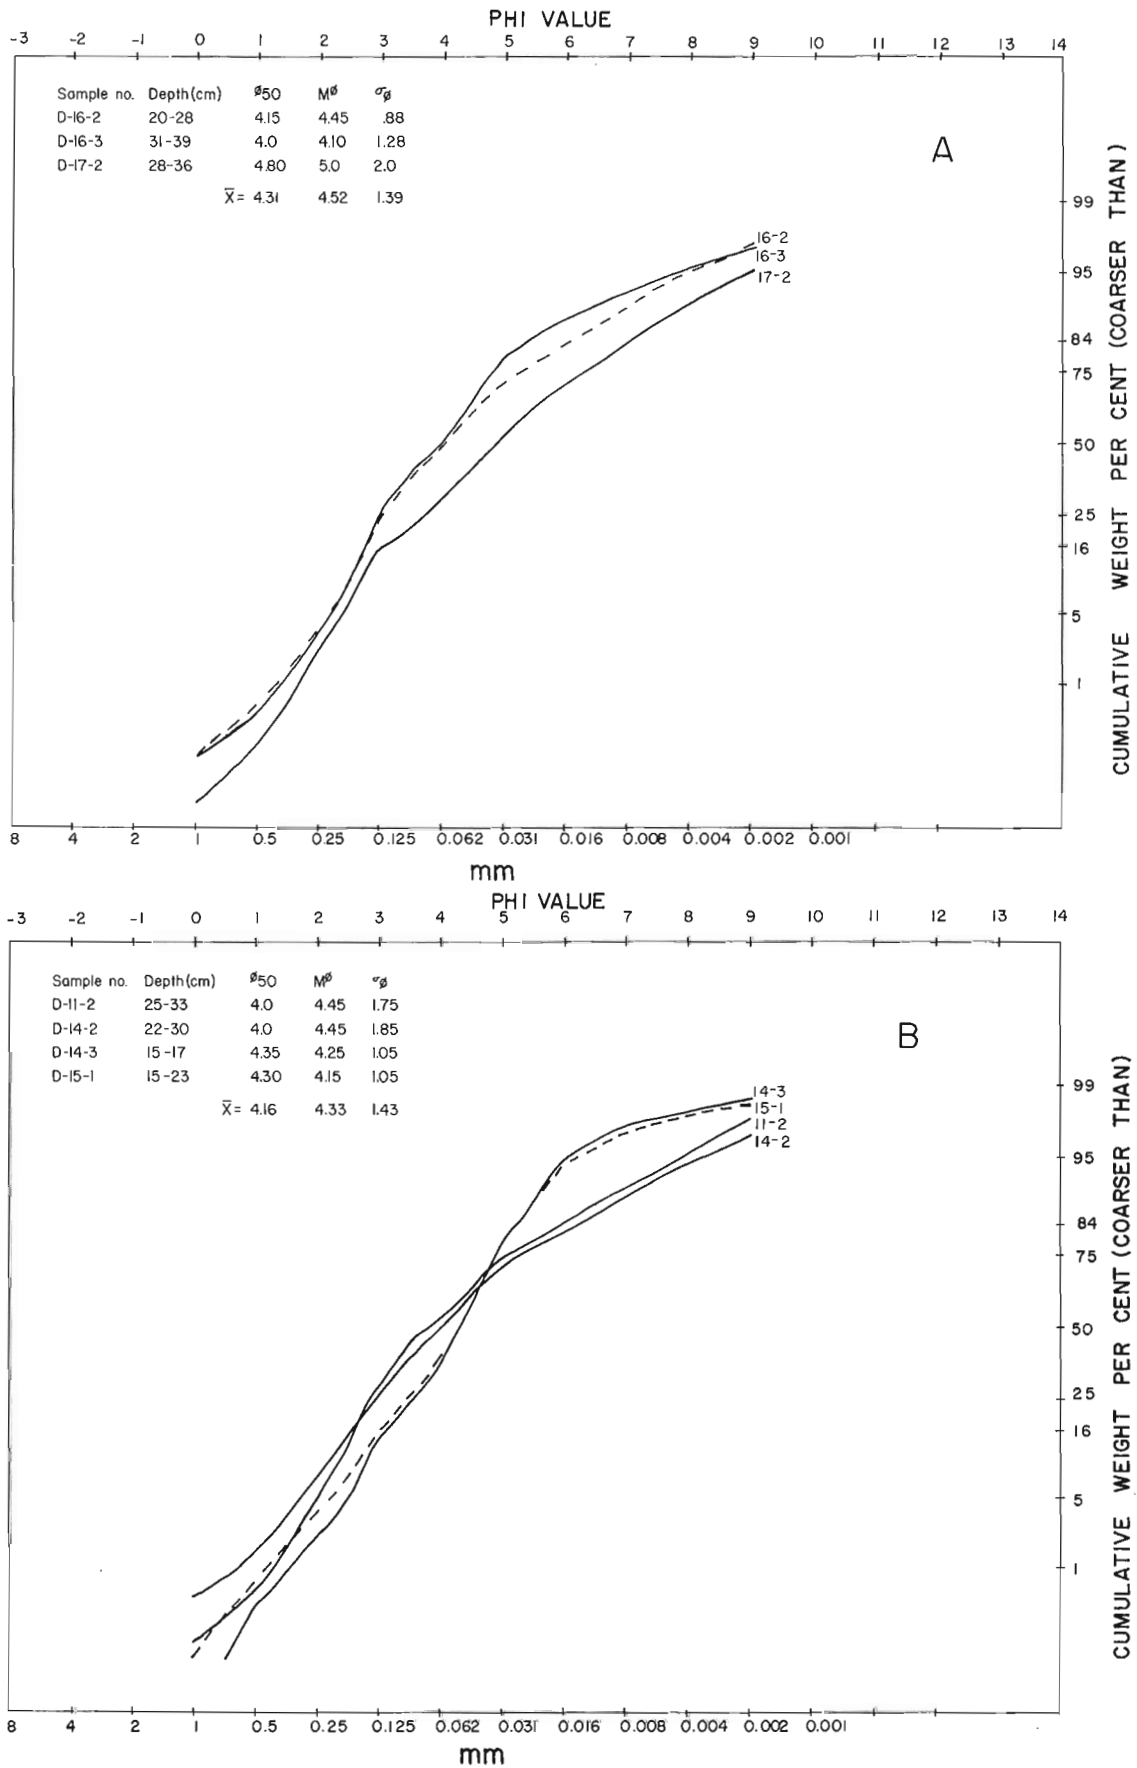 PHI VALUE
-3 -2 -1 0 1 2 3 4 5 6 7 8 9 10 11 12 13 14
Sample no. Depth(cm) ø50 Mø σø
D-16-2 20-28 4.15 4.45 .88
D-16-3 31-39 4.0 4.10 1.28
D-17-2 28-36 4.80 5.0 2.0
X̅= 4.31 4.52 1.39
A
16-2
16-3
17-2
99
95
84
75
50
25
16
5
1
CUMULATIVE WEIGHT PER CENT (COARSER THAN)
8 4 2 1 0.5 0.25 0.125 0.062 0.031 0.016 0.008 0.004 0.002 0.001
mm
PHI VALUE
-3 -2 -1 0 1 2 3 4 5 6 7 8 9 10 11 12 13 14
Sample no. Depth(cm) ø50 Mø σø
D-11-2 25-33 4.0 4.45 1.75
D-14-2 22-30 4.0 4.45 1.85
D-14-3 15-17 4.35 4.25 1.05
D-15-1 15-23 4.30 4.15 1.05
X̅= 4.16 4.33 1.43
B
14-3
15-1
11-2
14-2
99
95
84
75
50
25
16
5
1
CUMULATIVE WEIGHT PER CENT (COARSER THAN)
8 4 2 1 0.5 0.25 0.125 0.062 0.031 0.016 0.008 0.004 0.002 0.001
mm